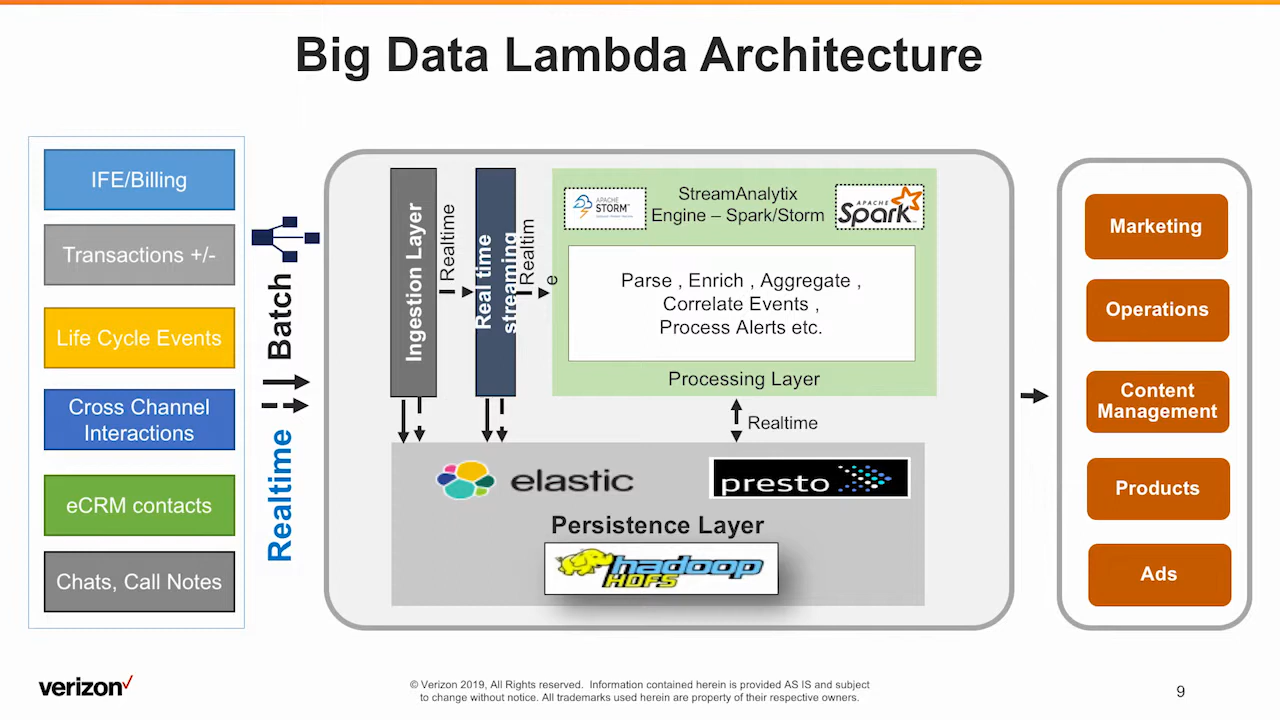 Big Data Lambda Architecture
IFE/Billing
Transactions +/-
Life Cycle Events
Cross Channel
Interactions
eCRM contacts
Chats, Call Notes
Batch
Realtime
Ingestion Layer
Realtime
Real time
streaming
Realtim
e
APACHE
STORM
StreamAnalytix
Engine – Spark/Storm
APACHE
Spark
Parse , Enrich , Aggregate ,
Correlate Events ,
Process Alerts etc.
Processing Layer
Realtime
elastic
presto
Persistence Layer
hadoop
HDFS
Marketing
Operations
Content
Management
Products
Ads
verizon
© Verizon 2019, All Rights reserved. Information contained herein is provided AS IS and subject
to change without notice. All trademarks used herein are property of their respective owners.
9